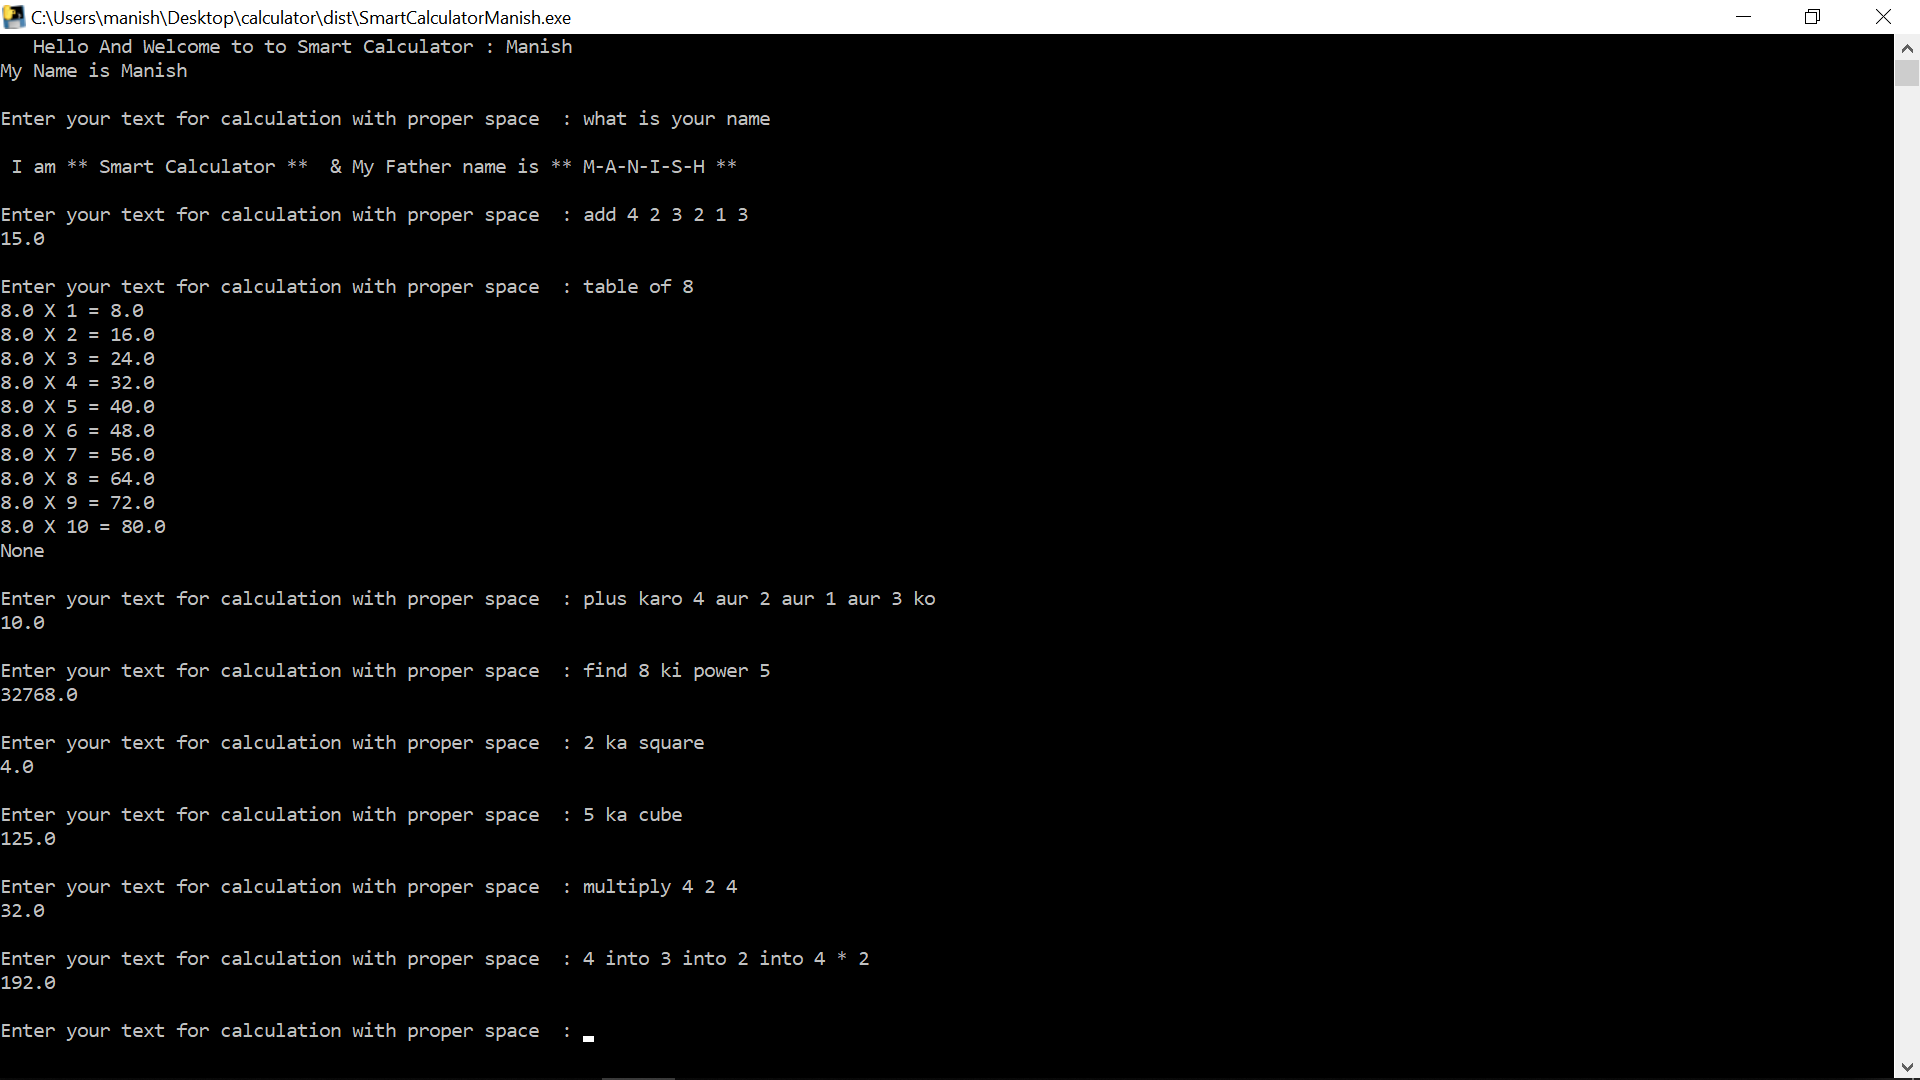 C:\Users\manish\Desktop\calculator\dist\SmartCalculatorManish.exe
Hello And Welcome to to Smart Calculator : Manish
My Name is Manish
Enter your text for calculation with proper space  : what is your name
I am ** Smart Calculator **  & My Father name is ** M-A-N-I-S-H **
Enter your text for calculation with proper space  : add 4 2 3 2 1 3
15.0
Enter your text for calculation with proper space  : table of 8
8.0 X 1 = 8.0
8.0 X 2 = 16.0
8.0 X 3 = 24.0
8.0 X 4 = 32.0
8.0 X 5 = 40.0
8.0 X 6 = 48.0
8.0 X 7 = 56.0
8.0 X 8 = 64.0
8.0 X 9 = 72.0
8.0 X 10 = 80.0
None
Enter your text for calculation with proper space  : plus karo 4 aur 2 aur 1 aur 3 ko
10.0
Enter your text for calculation with proper space  : find 8 ki power 5
32768.0
Enter your text for calculation with proper space  : 2 ka square
4.0
Enter your text for calculation with proper space  : 5 ka cube
125.0
Enter your text for calculation with proper space  : multiply 4 2 4
32.0
Enter your text for calculation with proper space  : 4 into 3 into 2 into 4 * 2
192.0
Enter your text for calculation with proper space  :